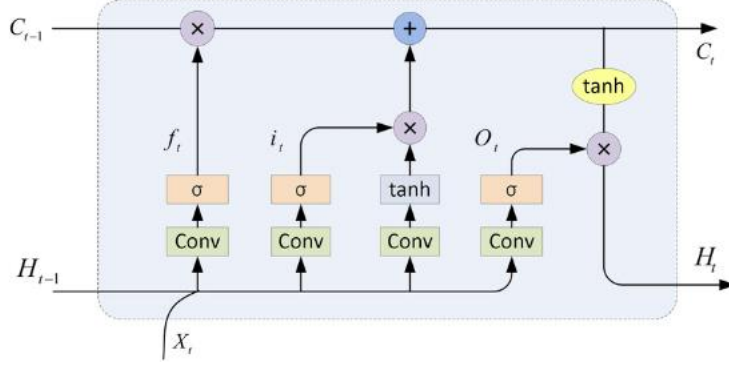 C_{t-1} × + C_t
tanh
f_t i_t × O_t ×
σ σ tanh σ
Conv Conv Conv Conv
H_{t-1} H_t
X_t